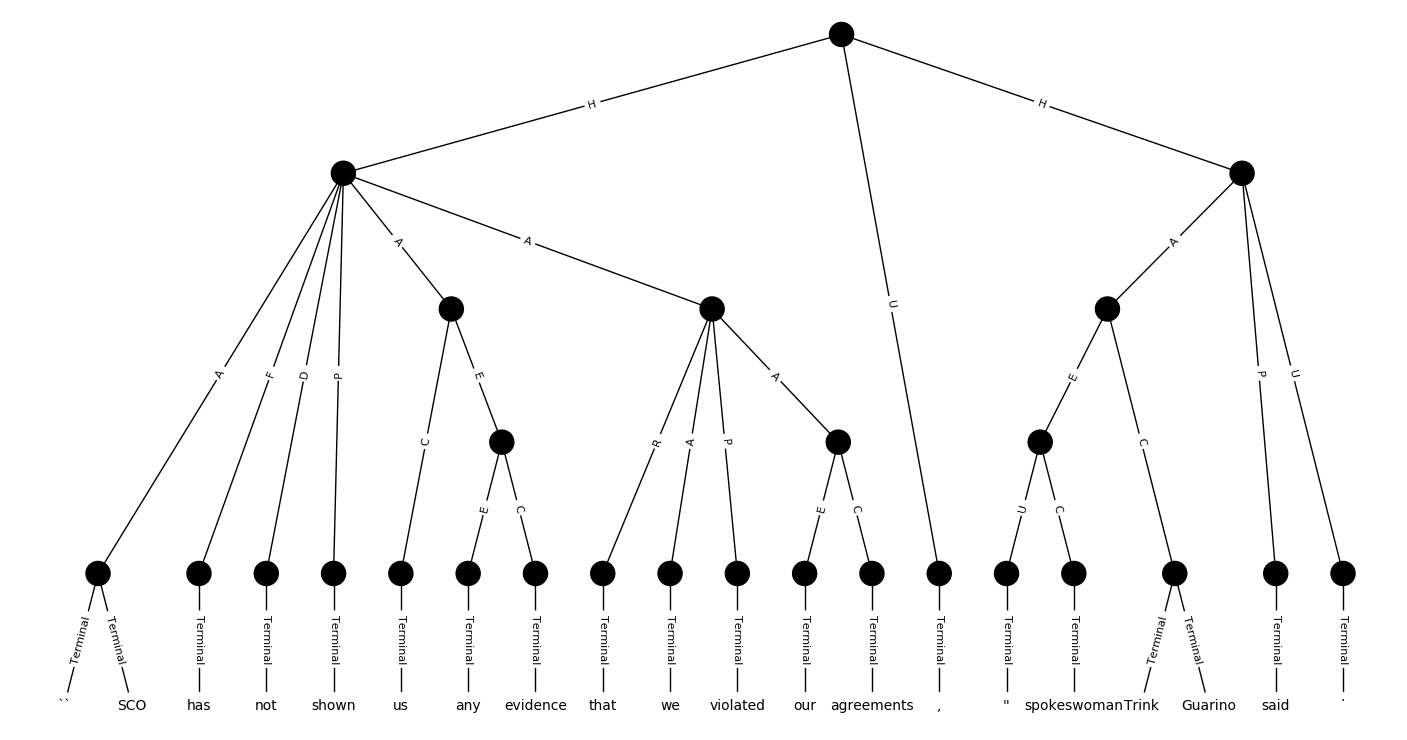 H H
A A A
U
A F D P E E
C R A P C P U
E C E C U C
Terminal Terminal Terminal Terminal Terminal Terminal Terminal Terminal Terminal Terminal Terminal Terminal Terminal Terminal Terminal Terminal Terminal Terminal Terminal Terminal
`` SCO has not shown us any evidence that we violated our agreements , " spokeswoman Trink Guarino said .